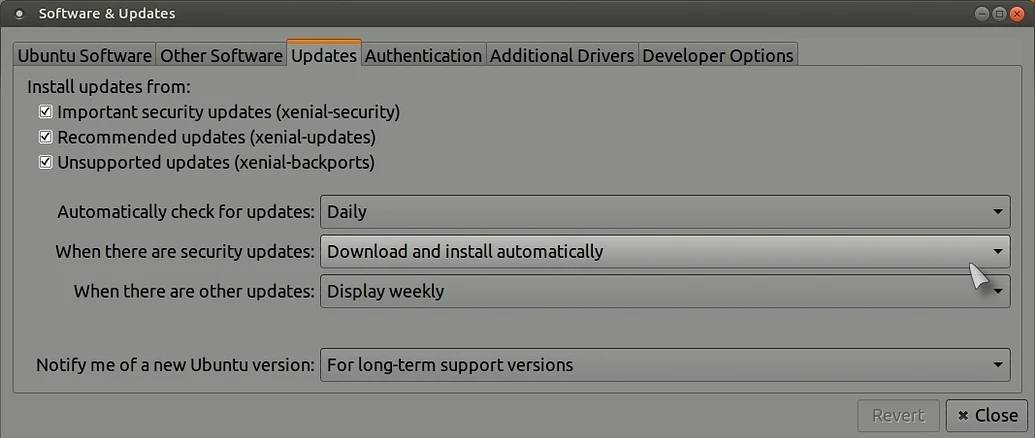 Software & Updates
Ubuntu Software Other Software Updates Authentication Additional Drivers Developer Options
Install updates from:
Important security updates (xenial-security)
Recommended updates (xenial-updates)
Unsupported updates (xenial-backports)
Automatically check for updates: Daily
When there are security updates: Download and install automatically
When there are other updates: Display weekly
Notify me of a new Ubuntu version: For long-term support versions
Revert Close